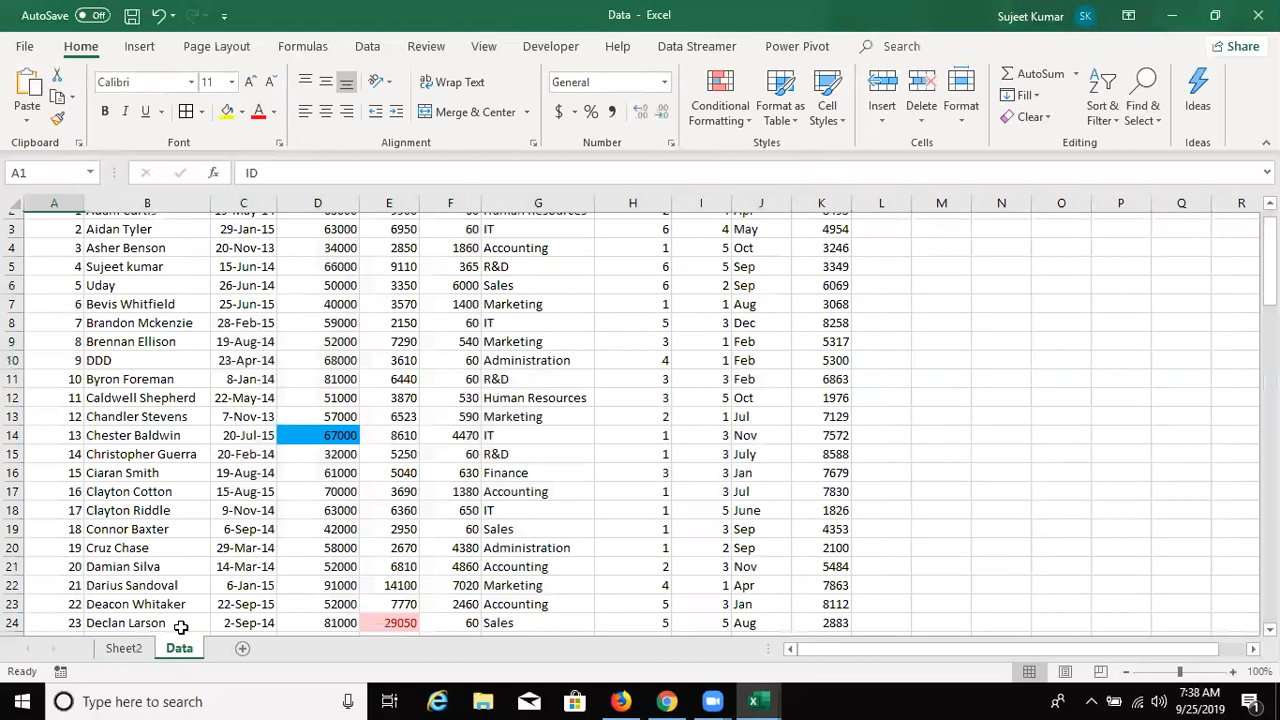 AutoSave Off Data - Excel Sujeet Kumar SK
File Home Insert Page Layout Formulas Data Review View Developer Help Data Streamer Power Pivot Search Share
Paste Calibri 11 Wrap Text General Conditional Formatting Format as Table Cell Styles Insert Delete Format AutoSum Sort & Filter Find & Select Ideas
B I U Merge & Center $ % Fill Clear
Clipboard Font Alignment Number Styles Cells Editing Ideas
A1 fx ID
A B C D E F G H I J K L M N O P Q R
3 2 Aidan Tyler 29-Jan-15 63000 6950 60 IT 6 4 May 4954
4 3 Asher Benson 20-Nov-13 34000 2850 1860 Accounting 1 5 Oct 3246
5 4 Sujeet kumar 15-Jun-14 66000 9110 365 R&D 6 5 Sep 3349
6 5 Uday 26-Jun-14 50000 3350 6000 Sales 6 2 Sep 6069
7 6 Bevis Whitfield 25-Jun-15 40000 3570 1400 Marketing 1 1 Aug 3068
8 7 Brandon Mckenzie 28-Feb-15 59000 2150 60 IT 5 3 Dec 8258
9 8 Brennan Ellison 19-Aug-14 52000 7290 540 Marketing 3 1 Feb 5317
10 9 DDD 23-Apr-14 68000 3610 60 Administration 4 1 Feb 5300
11 10 Byron Foreman 8-Jan-14 81000 6440 60 R&D 3 3 Feb 6863
12 11 Caldwell Shepherd 22-May-14 51000 3870 530 Human Resources 3 5 Oct 1976
13 12 Chandler Stevens 7-Nov-13 57000 6523 590 Marketing 2 1 Jul 7129
14 13 Chester Baldwin 20-Jul-15 67000 8610 4470 IT 1 3 Nov 7572
15 14 Christopher Guerra 20-Feb-14 32000 5250 60 R&D 1 3 July 8588
16 15 Ciaran Smith 19-Aug-14 61000 5040 630 Finance 3 3 Jan 7679
17 16 Clayton Cotton 15-Aug-15 70000 3690 1380 Accounting 1 3 Jul 7830
18 17 Clayton Riddle 9-Nov-14 63000 6360 650 IT 1 5 June 1826
19 18 Connor Baxter 6-Sep-14 42000 2950 60 Sales 1 3 Sep 4353
20 19 Cruz Chase 29-Mar-14 58000 2670 4380 Administration 1 2 Sep 2100
21 20 Damian Silva 14-Mar-14 52000 6810 4860 Accounting 2 3 Nov 5484
22 21 Darius Sandoval 6-Jan-15 91000 14100 7020 Marketing 4 1 Apr 7863
23 22 Deacon Whitaker 22-Sep-15 52000 7770 2460 Accounting 5 3 Jan 8112
24 23 Declan Larson 2-Sep-14 81000 29050 60 Sales 5 5 Aug 2883
Sheet2 Data
Ready 100%
Type here to search 7:38 AM
9/25/2019